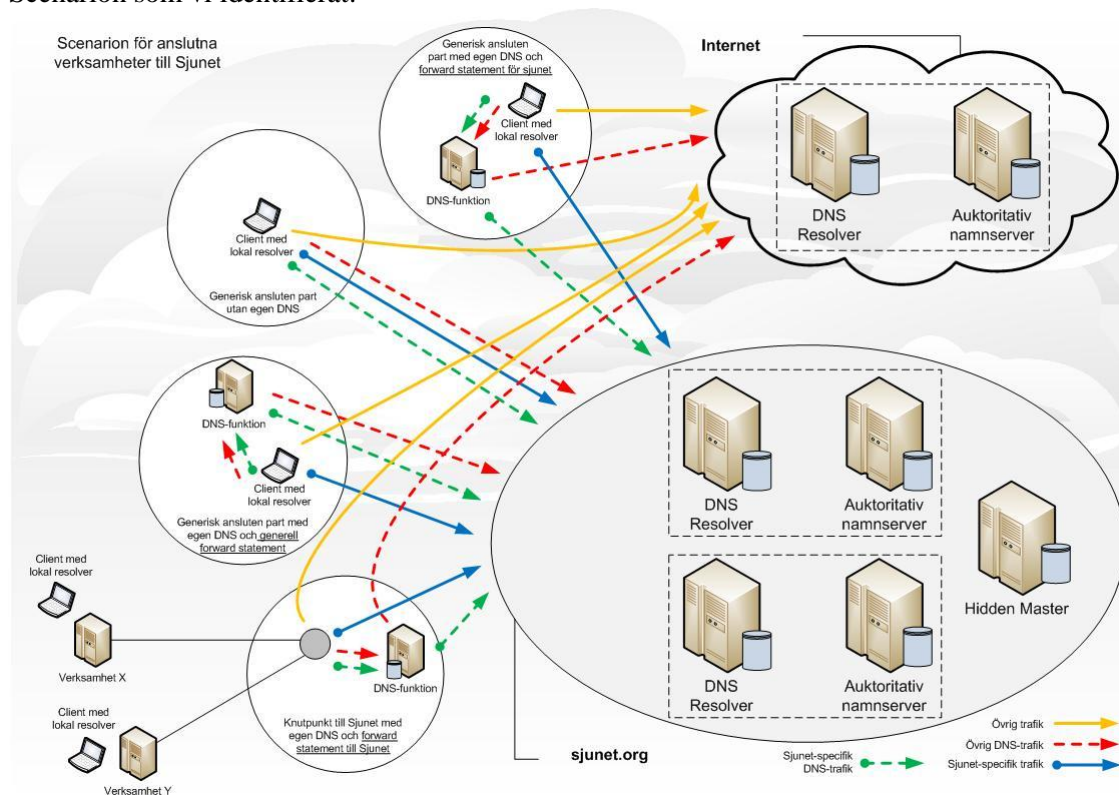 Scenarion som vi identifierat:
Scenarion för anslutna
verksamheter till Sjunet
Generisk ansluten
part med egen DNS och
forward statement för sjunet
Client med
lokal resolver
DNS-funktion
Internet
DNS
Resolver
Auktoritativ
namnserver
Client med
lokal resolver
Generisk ansluten part
utan egen DNS
DNS-funktion
Client med
lokal resolver
Generisk ansluten part med
egen DNS och generell
forward statement
DNS
Resolver
Auktoritativ
namnserver
Hidden Master
DNS
Resolver
Auktoritativ
namnserver
Client med
lokal resolver
Verksamhet X
Client med
lokal resolver
Verksamhet Y
DNS-funktion
Knutpunkt till Sjunet med
egen DNS och forward
statement till Sjunet
sjunet.org
Sjunet-specifik
DNS-trafik
Övrig trafik
Övrig DNS-trafik
Sjunet-specifik trafik